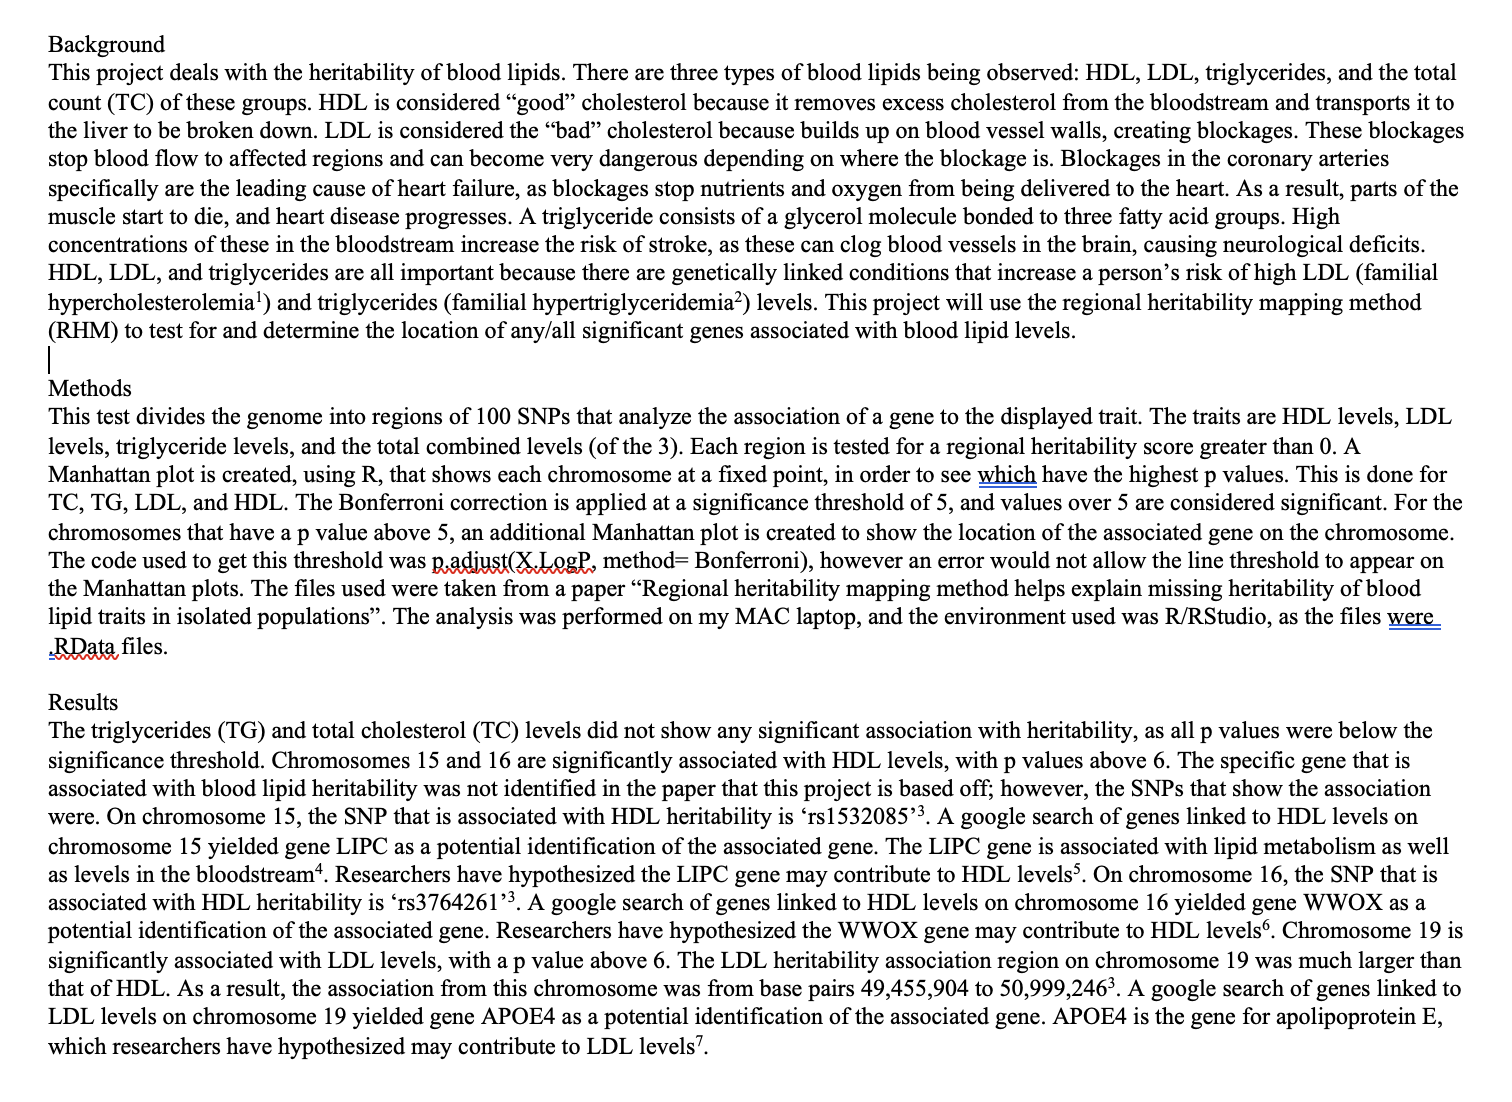 Background
This project deals with the heritability of blood lipids. There are three types of blood lipids being observed: HDL, LDL, triglycerides, and the total
count (TC) of these groups. HDL is considered “good” cholesterol because it removes excess cholesterol from the bloodstream and transports it to
the liver to be broken down. LDL is considered the “bad” cholesterol because builds up on blood vessel walls, creating blockages. These blockages
stop blood flow to affected regions and can become very dangerous depending on where the blockage is. Blockages in the coronary arteries
specifically are the leading cause of heart failure, as blockages stop nutrients and oxygen from being delivered to the heart. As a result, parts of the
muscle start to die, and heart disease progresses. A triglyceride consists of a glycerol molecule bonded to three fatty acid groups. High
concentrations of these in the bloodstream increase the risk of stroke, as these can clog blood vessels in the brain, causing neurological deficits.
HDL, LDL, and triglycerides are all important because there are genetically linked conditions that increase a person’s risk of high LDL (familial
hypercholesterolemia¹) and triglycerides (familial hypertriglyceridemia²) levels. This project will use the regional heritability mapping method
(RHM) to test for and determine the location of any/all significant genes associated with blood lipid levels.
Methods
This test divides the genome into regions of 100 SNPs that analyze the association of a gene to the displayed trait. The traits are HDL levels, LDL
levels, triglyceride levels, and the total combined levels (of the 3). Each region is tested for a regional heritability score greater than 0. A
Manhattan plot is created, using R, that shows each chromosome at a fixed point, in order to see which have the highest p values. This is done for
TC, TG, LDL, and HDL. The Bonferroni correction is applied at a significance threshold of 5, and values over 5 are considered significant. For the
chromosomes that have a p value above 5, an additional Manhattan plot is created to show the location of the associated gene on the chromosome.
The code used to get this threshold was p.adjust(X.LogP, method= Bonferroni), however an error would not allow the line threshold to appear on
the Manhattan plots. The files used were taken from a paper “Regional heritability mapping method helps explain missing heritability of blood
lipid traits in isolated populations”. The analysis was performed on my MAC laptop, and the environment used was R/RStudio, as the files were
.RData files.
Results
The triglycerides (TG) and total cholesterol (TC) levels did not show any significant association with heritability, as all p values were below the
significance threshold. Chromosomes 15 and 16 are significantly associated with HDL levels, with p values above 6. The specific gene that is
associated with blood lipid heritability was not identified in the paper that this project is based off; however, the SNPs that show the association
were. On chromosome 15, the SNP that is associated with HDL heritability is ‘rs1532085’³. A google search of genes linked to HDL levels on
chromosome 15 yielded gene LIPC as a potential identification of the associated gene. The LIPC gene is associated with lipid metabolism as well
as levels in the bloodstream⁴. Researchers have hypothesized the LIPC gene may contribute to HDL levels⁵. On chromosome 16, the SNP that is
associated with HDL heritability is ‘rs3764261’³. A google search of genes linked to HDL levels on chromosome 16 yielded gene WWOX as a
potential identification of the associated gene. Researchers have hypothesized the WWOX gene may contribute to HDL levels⁶. Chromosome 19 is
significantly associated with LDL levels, with a p value above 6. The LDL heritability association region on chromosome 19 was much larger than
that of HDL. As a result, the association from this chromosome was from base pairs 49,455,904 to 50,999,246³. A google search of genes linked to
LDL levels on chromosome 19 yielded gene APOE4 as a potential identification of the associated gene. APOE4 is the gene for apolipoprotein E,
which researchers have hypothesized may contribute to LDL levels⁷.